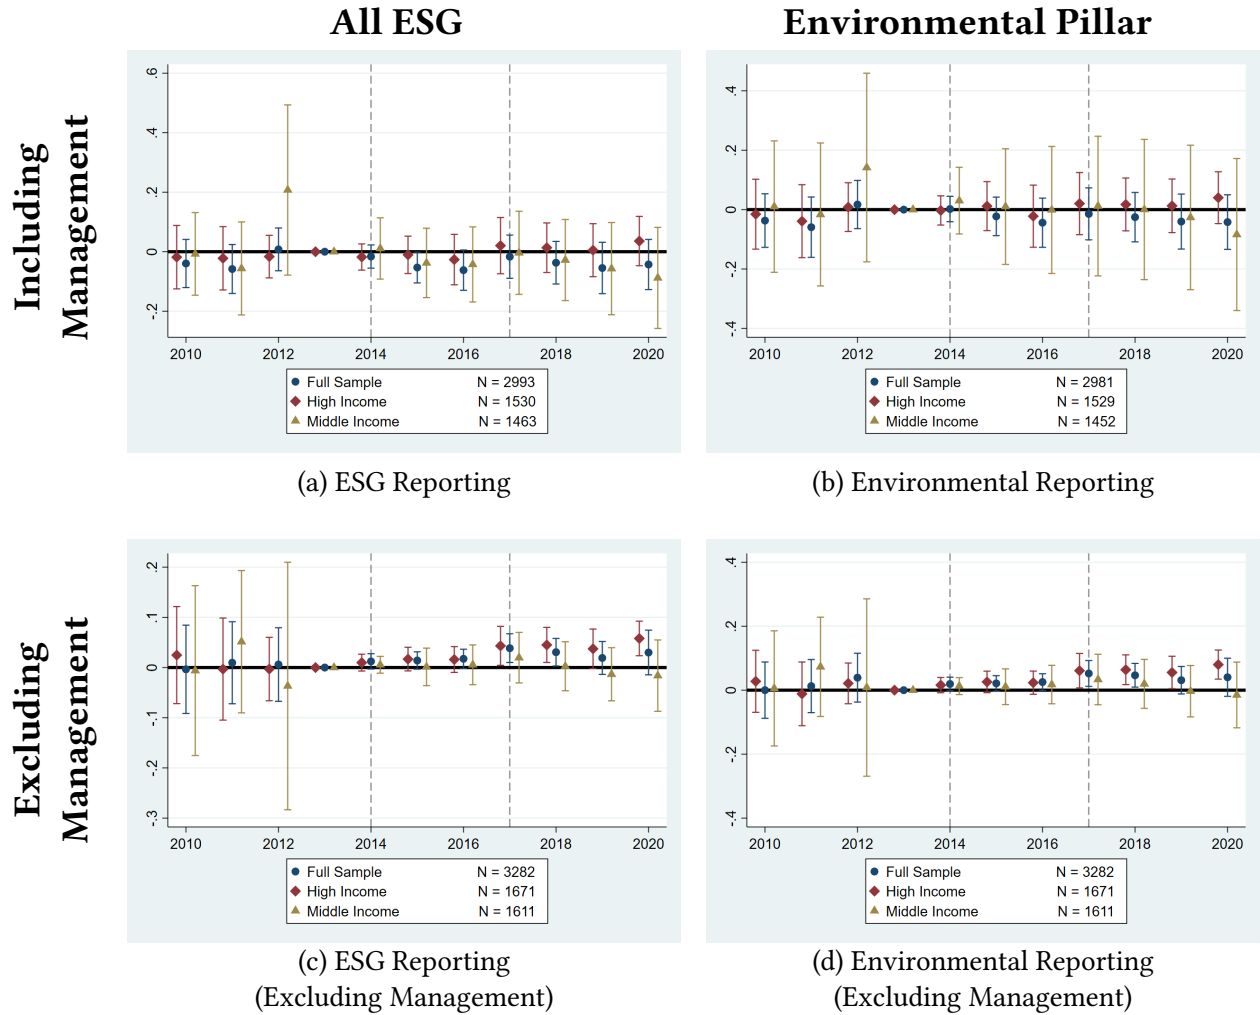 All ESG
Environmental Pillar
Including
Management
.6
.4
.2
0
-.2
2010 2012 2014 2016 2018 2020
Full Sample N = 2993
High Income N = 1530
Middle Income N = 1463
(a) ESG Reporting
.4
.2
0
-.2
-.4
2010 2012 2014 2016 2018 2020
Full Sample N = 2981
High Income N = 1529
Middle Income N = 1452
(b) Environmental Reporting
Excluding
Management
.2
.1
0
-.1
-.2
-.3
2010 2012 2014 2016 2018 2020
Full Sample N = 3282
High Income N = 1671
Middle Income N = 1611
(c) ESG Reporting
(Excluding Management)
.4
.2
0
-.2
-.4
2010 2012 2014 2016 2018 2020
Full Sample N = 3282
High Income N = 1671
Middle Income N = 1611
(d) Environmental Reporting
(Excluding Management)